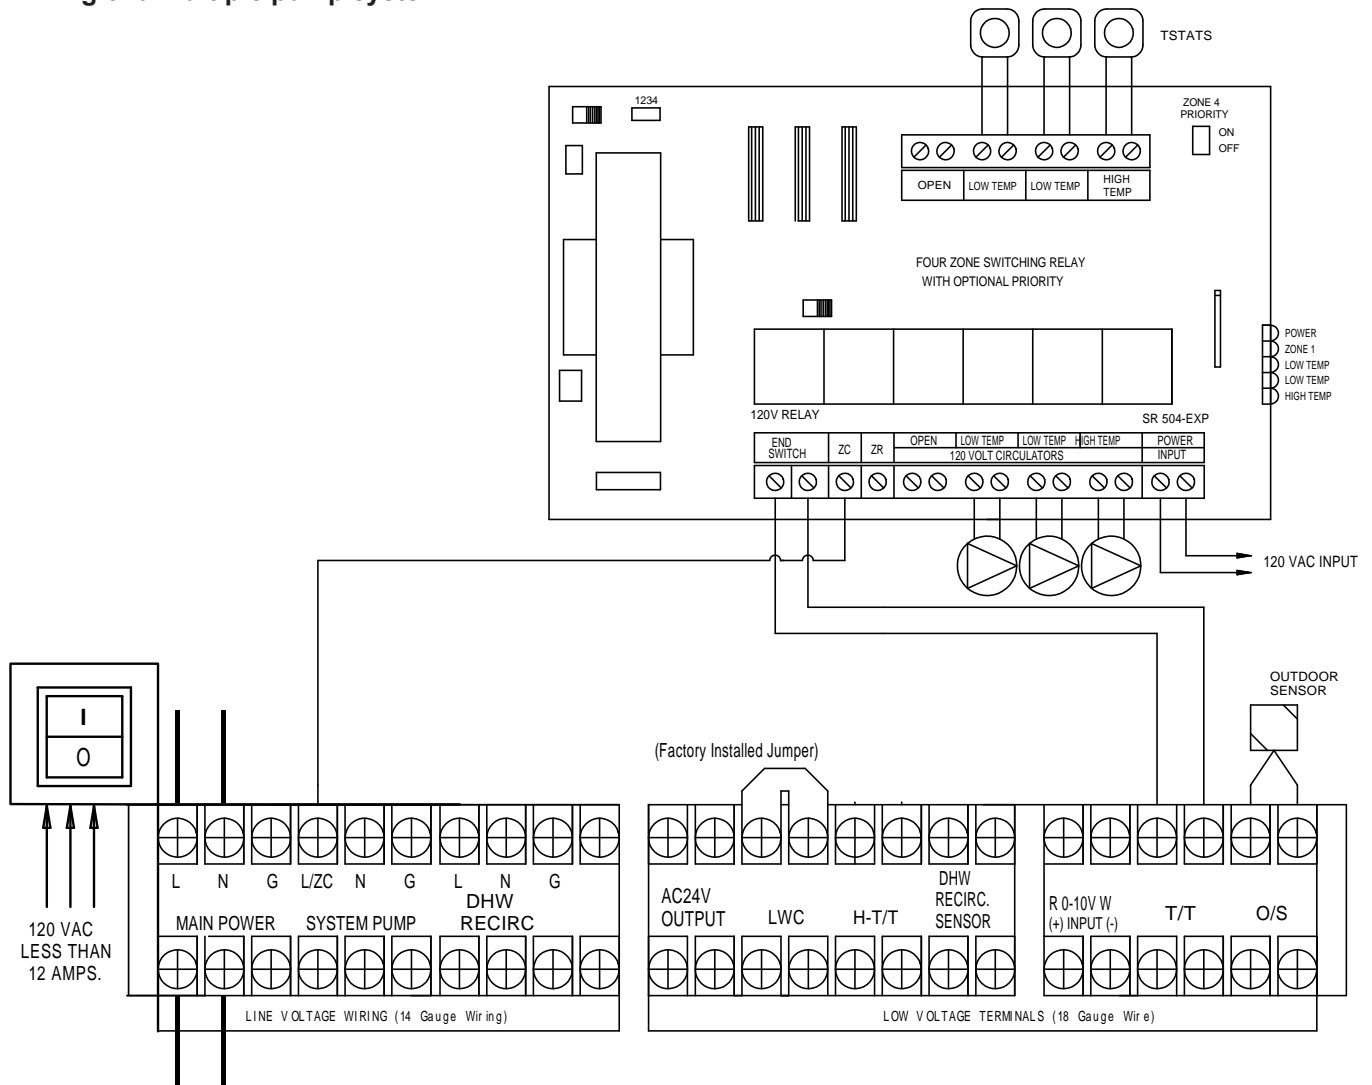 TSTATS
1234
ZONE 4
PRIORITY
ON
OFF
OPEN LOW TEMP LOW TEMP HIGH
TEMP
FOUR ZONE SWITCHING RELAY
WITH OPTIONAL PRIORITY
POWER
ZONE 1
LOW TEMP
LOW TEMP
HIGH TEMP
120V RELAY SR 504-EXP
END
SWITCH ZC ZR OPEN LOW TEMP LOW TEMP HIGH TEMP POWER
120 VOLT CIRCULATORS INPUT
120 VAC INPUT
OUTDOOR
SENSOR
I
O
(Factory Installed Jumper)
L N G L/ZC N G L N G
MAIN POWER SYSTEM PUMP DHW
RECIRC
AC24V
OUTPUT LWC H-T/T DHW
RECIRC.
SENSOR
R 0-10V W
(+) INPUT (-) T/T O/S
120 VAC
LESS THAN
12 AMPS.
LINE VOLTAGE WIRING (14 Gauge Wiring)
LOW VOLTAGE TERMINALS (18 Gauge Wire)